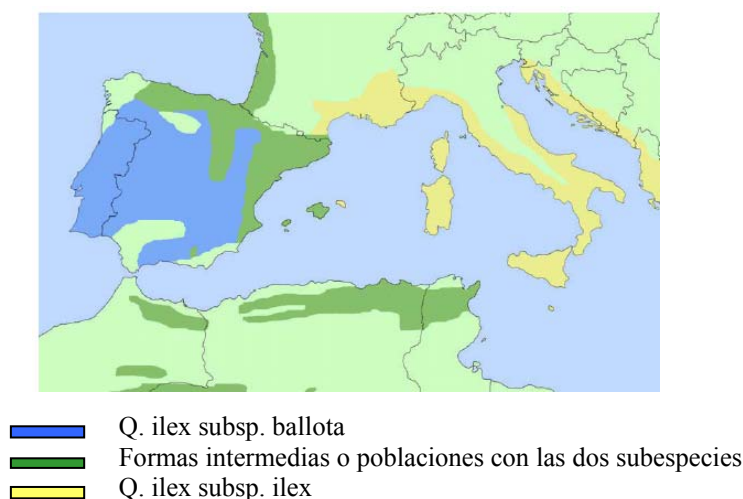 Q. ilex subsp. ballota
Formas intermedias o poblaciones con las dos subespecies
Q. ilex subsp. ilex